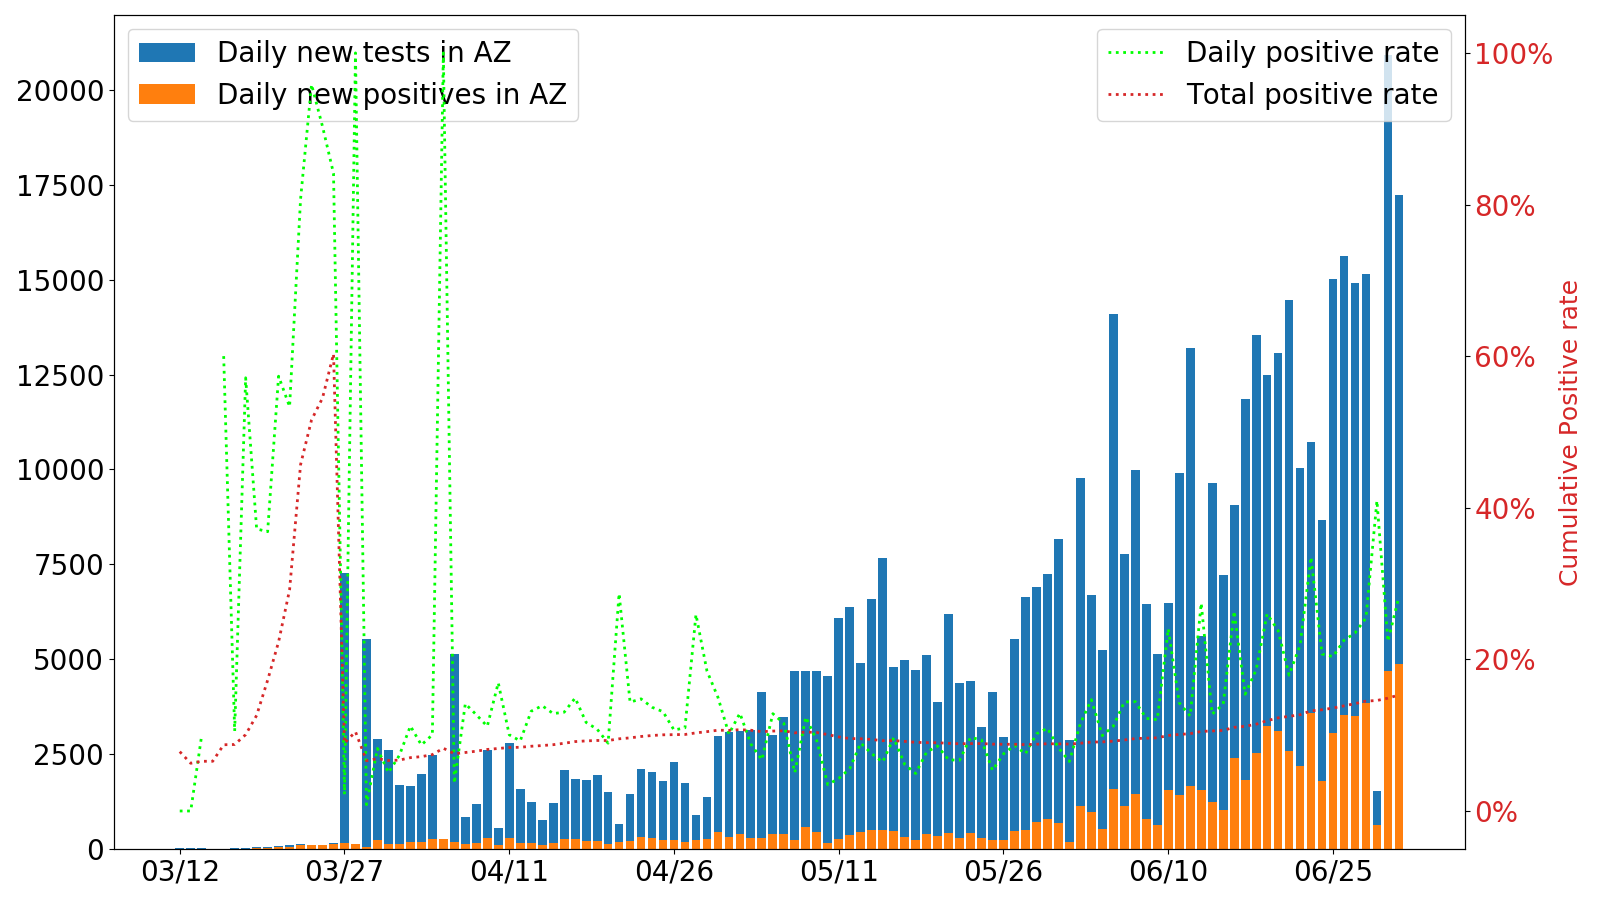 Daily new tests in AZ
Daily new positives in AZ
Daily positive rate
Total positive rate
20000
17500
15000
12500
10000
7500
5000
2500
0
100%
80%
60%
40%
20%
0%
Cumulative Positive rate
03/12 03/27 04/11 04/26 05/11 05/26 06/10 06/25